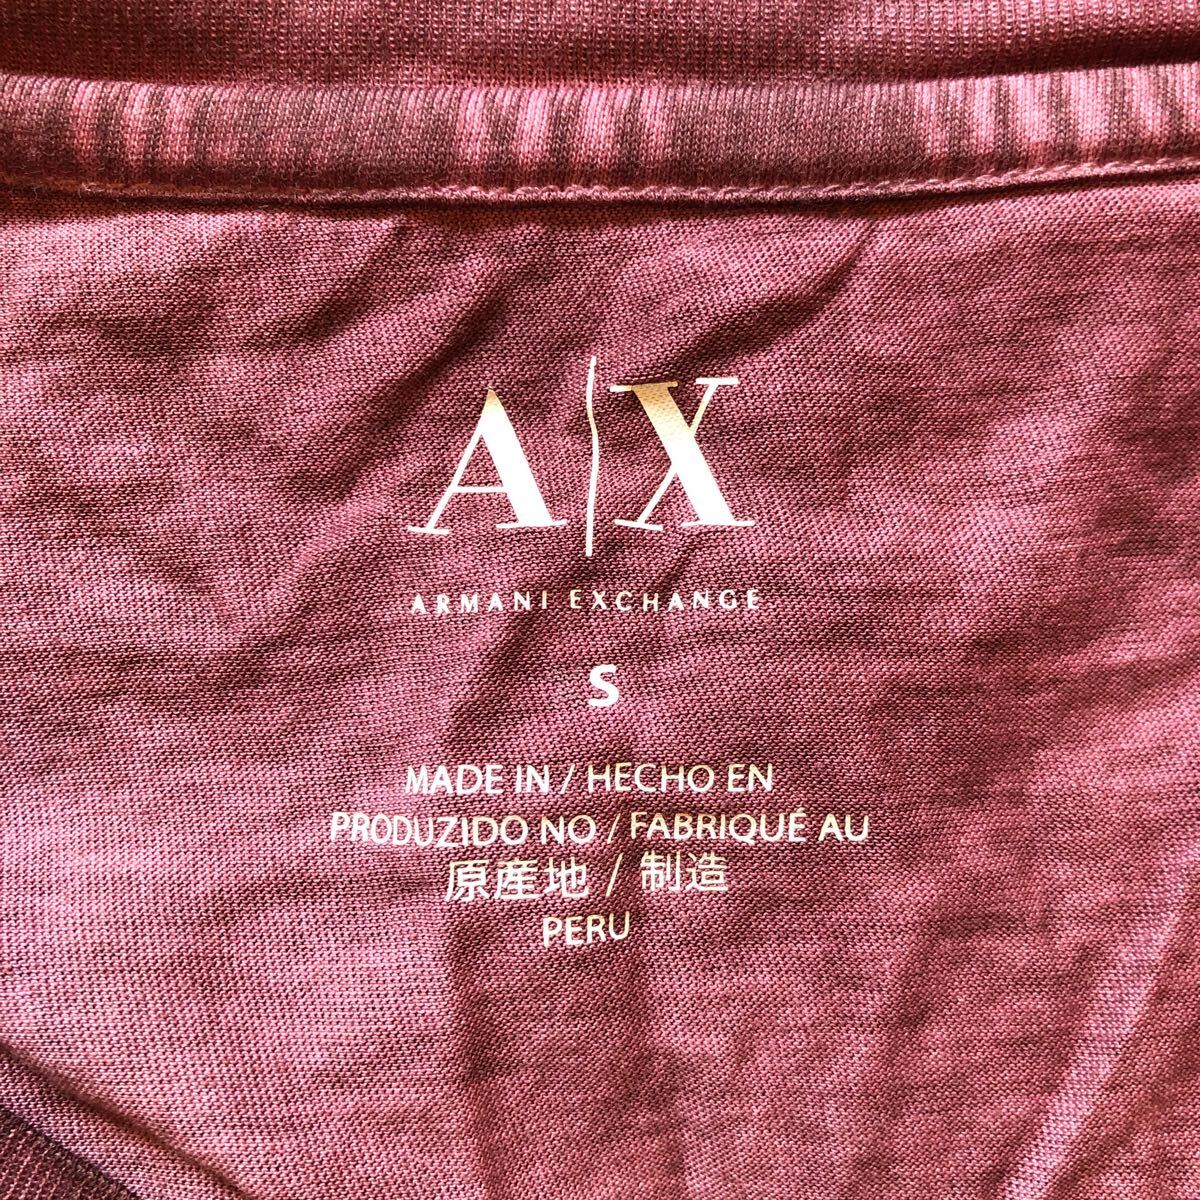 A|X
ARMANI EXCHANGE
S
MADE IN / HECHO EN
PRODUZIDO NO / FABRIQUÉ AU
原産地 / 制造
PERU